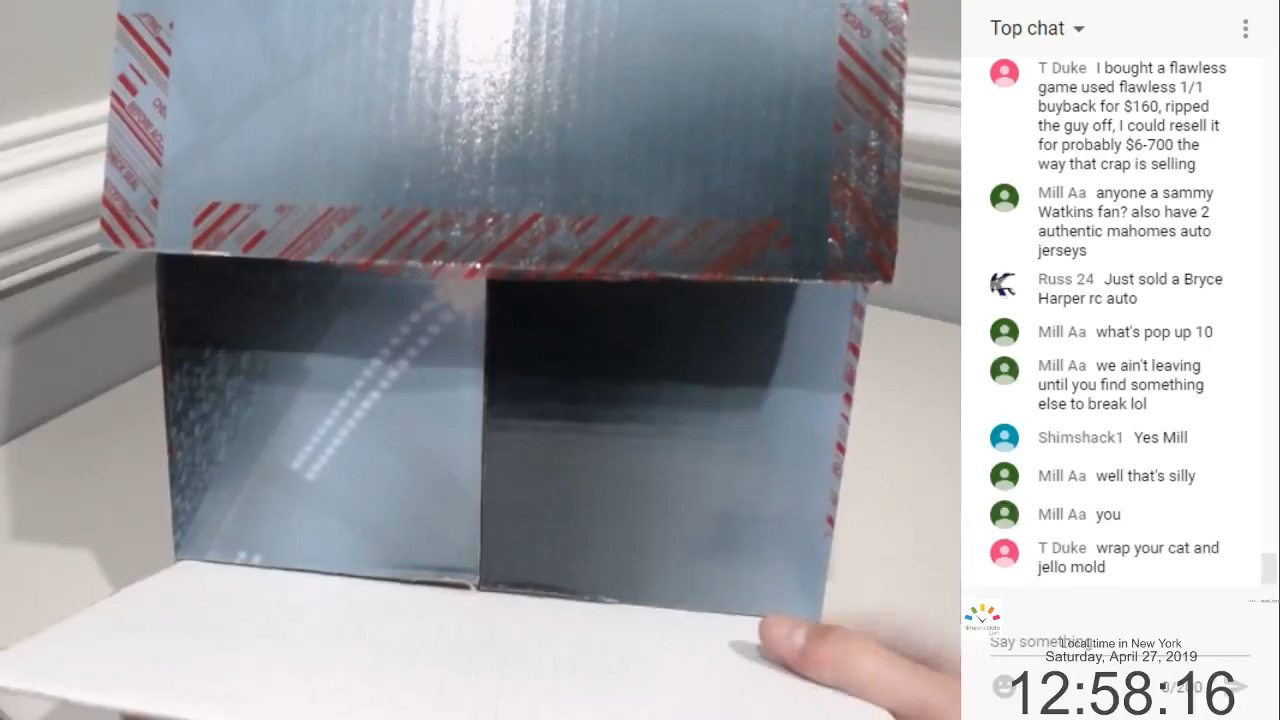 Top chat
T Duke I bought a flawless
game used flawless 1/1
buyback for $160, ripped
the guy off, I could resell it
for probably $6-700 the
way that crap is selling
Mill Aa anyone a sammy
Watkins fan? also have 2
authentic mahomes auto
jerseys
Russ 24 Just sold a Bryce
Harper rc auto
Mill Aa what's pop up 10
Mill Aa we ain't leaving
until you find something
else to break lol
Shimshack1 Yes Mill
Mill Aa well that's silly
Mill Aa you
T Duke wrap your cat and
jello mold
Say something...
Local time in New York
Saturday, April 27, 2019
0/200
12:58:16